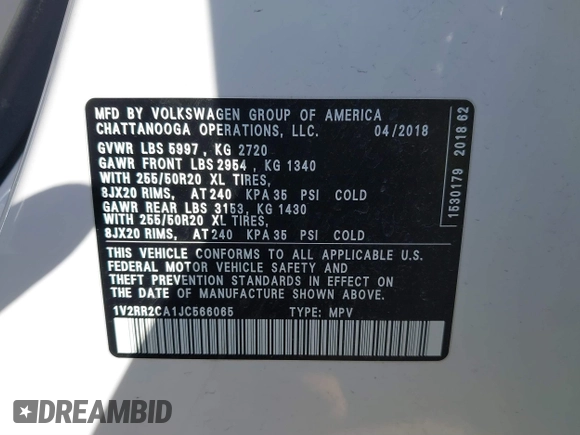 MFD BY VOLKSWAGEN GROUP OF AMERICA
CHATTANOOGA OPERATIONS, LLC. 04/2018
GVWR LBS 5997, KG 2720
GAWR FRONT LBS 2954, KG 1340
WITH 255/50R20 XL TIRES,
8JX20 RIMS, AT 240 KPA 35 PSI COLD
GAWR REAR LBS 3153, KG 1430
WITH 255/50R20 XL TIRES,
8JX20 RIMS, AT 240 KPA 35 PSI COLD
THIS VEHICLE CONFORMS TO ALL APPLICABLE U.S.
FEDERAL MOTOR VEHICLE SAFETY AND
THEFT PREVENTION STANDARDS IN EFFECT ON
THE DATE OF MANUFACTURE SHOWN ABOVE.
1V2RR2CA1JC566065 TYPE: MPV
1530179 2018 62
DREAMBID